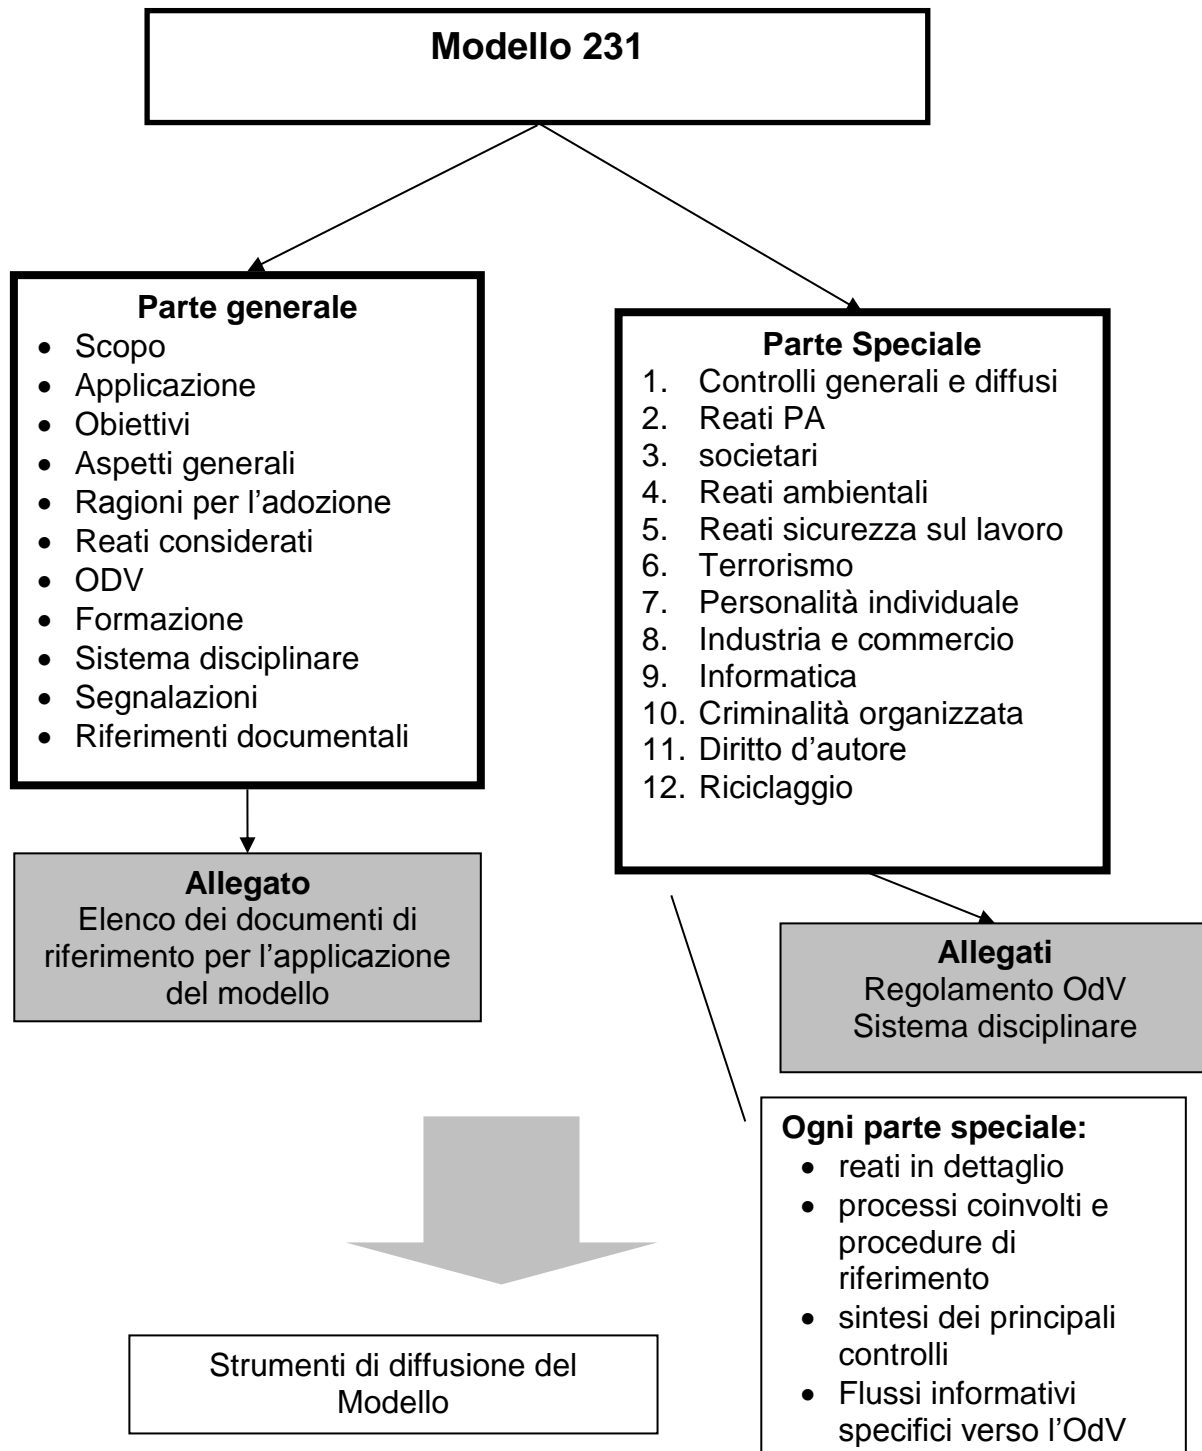 Modello 231
Parte generale
• Scopo
• Applicazione
• Obiettivi
• Aspetti generali
• Ragioni per l'adozione
• Reati considerati
• ODV
• Formazione
• Sistema disciplinare
• Segnalazioni
• Riferimenti documentali
Parte Speciale
1. Controlli generali e diffusi
2. Reati PA
3. societari
4. Reati ambientali
5. Reati sicurezza sul lavoro
6. Terrorismo
7. Personalità individuale
8. Industria e commercio
9. Informatica
10. Criminalità organizzata
11. Diritto d'autore
12. Riciclaggio
Allegato
Elenco dei documenti di
riferimento per l'applicazione
del modello
Allegati
Regolamento OdV
Sistema disciplinare
Ogni parte speciale:
• reati in dettaglio
• processi coinvolti e
procedure di
riferimento
• sintesi dei principali
controlli
• Flussi informativi
specifici verso l'OdV
Strumenti di diffusione del
Modello